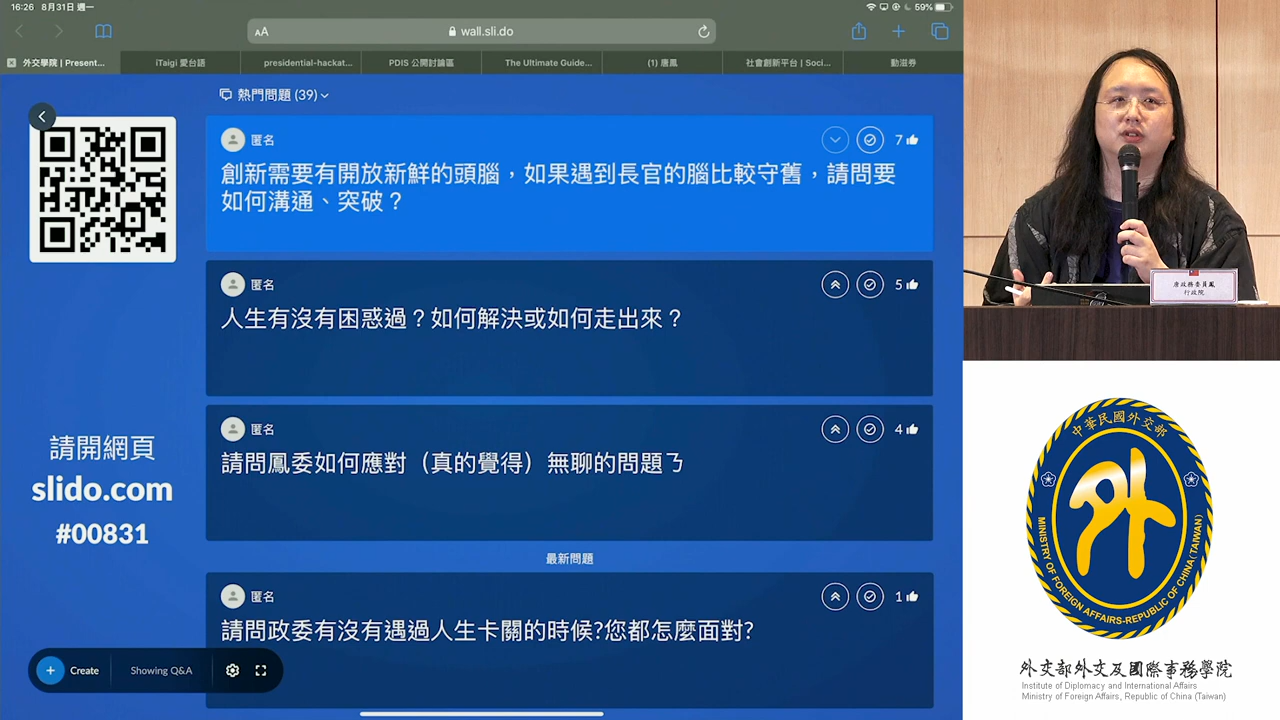 16:26 8月31日 週一
59%
AA
wall.sli.do
外交學院 | Present...
iTaigi 愛台語
presidential-hackat...
PDIS 公開討論區
The Ultimate Guide...
(1) 唐鳳
社會創新平台 | Soci...
動滋券
熱門問題 (39)
匿名
7
創新需要有開放新鮮的頭腦，如果遇到長官的腦比較守舊，請問要
如何溝通、突破？
匿名
5
人生有沒有困惑過？如何解決或如何走出來？
匿名
4
請問鳳委如何應對（真的覺得）無聊的問題ㄋ
最新問題
匿名
1
請問政委有沒有遇過人生卡關的時候?您都怎麼面對?
請開網頁
slido.com
#00831
Create
Showing Q&A
唐政務委員鳳
行政院
中華民國外交部
外
MINISTRY OF FOREIGN AFFAIRS-REPUBLIC OF CHINA (TAIWAN)
外交部外交及國際事務學院
Institute of Diplomacy and International Affairs
Ministry of Foreign Affairs, Republic of China (Taiwan)